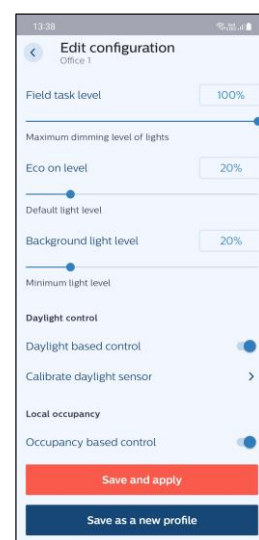 13:38
Edit configuration
Office 1
Field task level
100%
Maximum dimming level of lights
Eco on level
20%
Default light level
Background light level
20%
Minimum light level
Daylight control
Daylight based control
Calibrate daylight sensor
Local occupancy
Occupancy based control
Save and apply
Save as a new profile